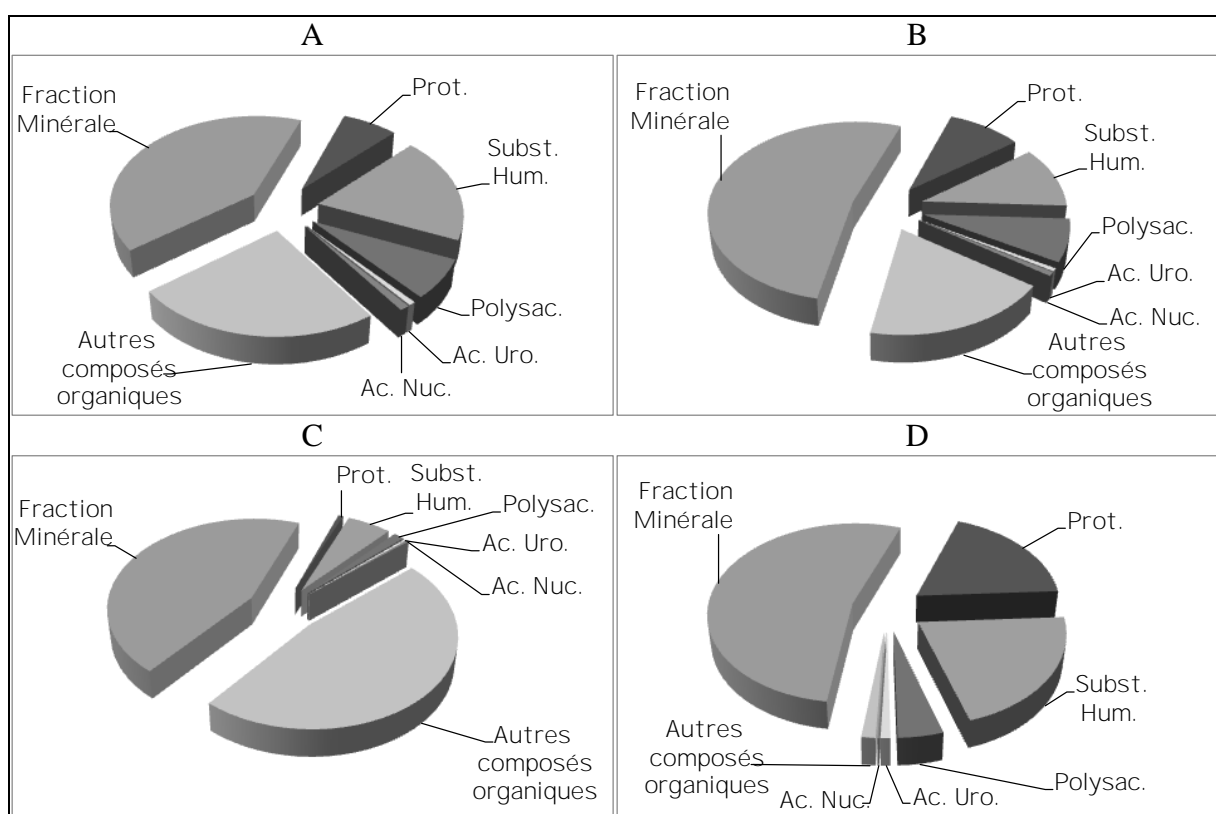 A
Fraction
Minérale
Prot.
Subst.
Hum.
Polysac.
Ac. Uro.
Ac. Nuc.
Autres
composés
organiques
B
Fraction
Minérale
Prot.
Subst.
Hum.
Polysac.
Ac. Uro.
Ac. Nuc.
Autres
composés
organiques
C
Fraction
Minérale
Prot.
Subst.
Hum.
Polysac.
Ac. Uro.
Ac. Nuc.
Autres
composés
organiques
D
Fraction
Minérale
Prot.
Subst.
Hum.
Polysac.
Ac. Uro.
Ac. Nuc.
Autres
composés
organiques